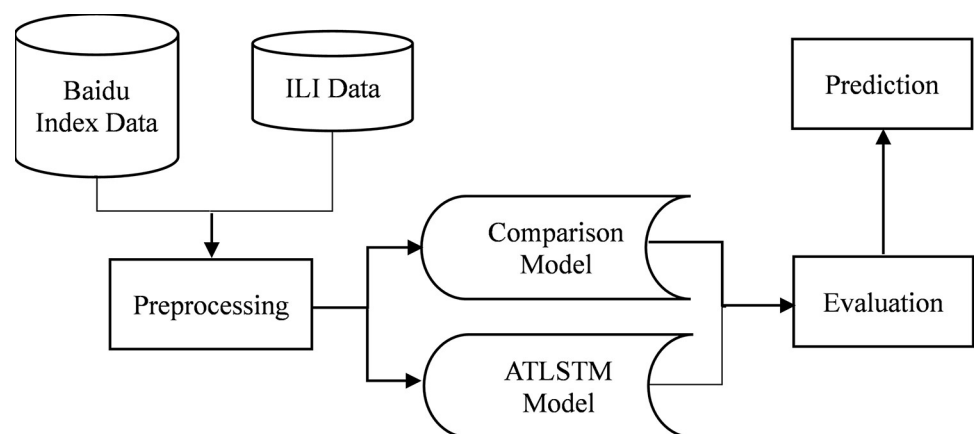 Baidu
Index Data
ILI Data
Prediction
Comparison
Model
Preprocessing
Evaluation
ATLSTM
Model